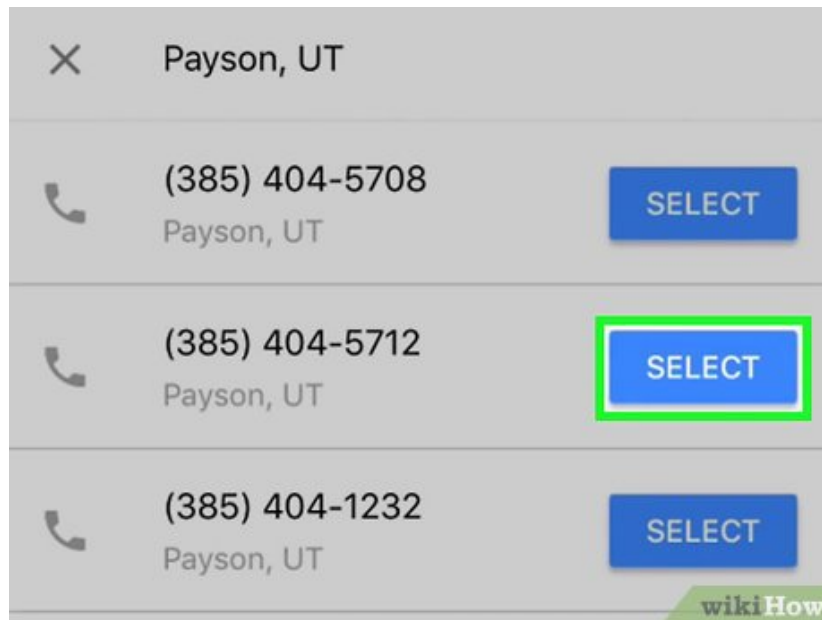 Payson, UT
(385) 404-5708
SELECT
Payson, UT
(385) 404-5712
SELECT
Payson, UT
(385) 404-1232
SELECT
Payson, UT
wikiHow